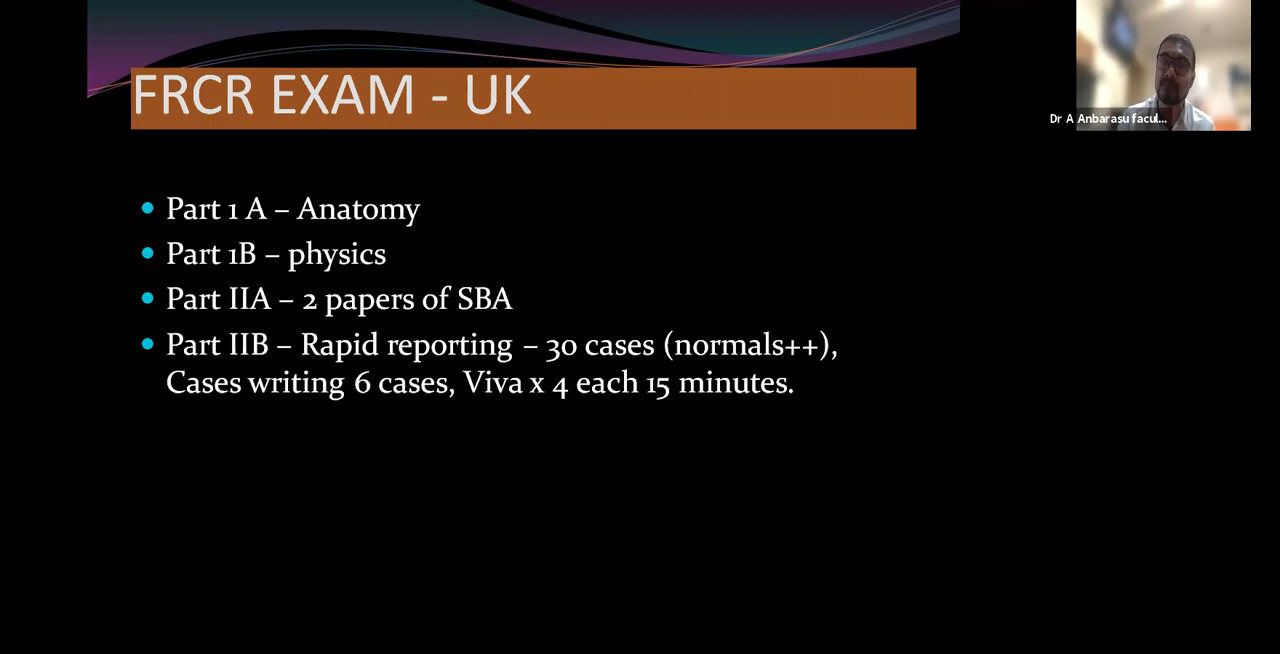 FRCR EXAM - UK
Dr A Anbarasu facul...
Part 1 A – Anatomy
Part 1B – physics
Part IIA – 2 papers of SBA
Part IIB – Rapid reporting – 30 cases (normals++),
Cases writing 6 cases, Viva x 4 each 15 minutes.